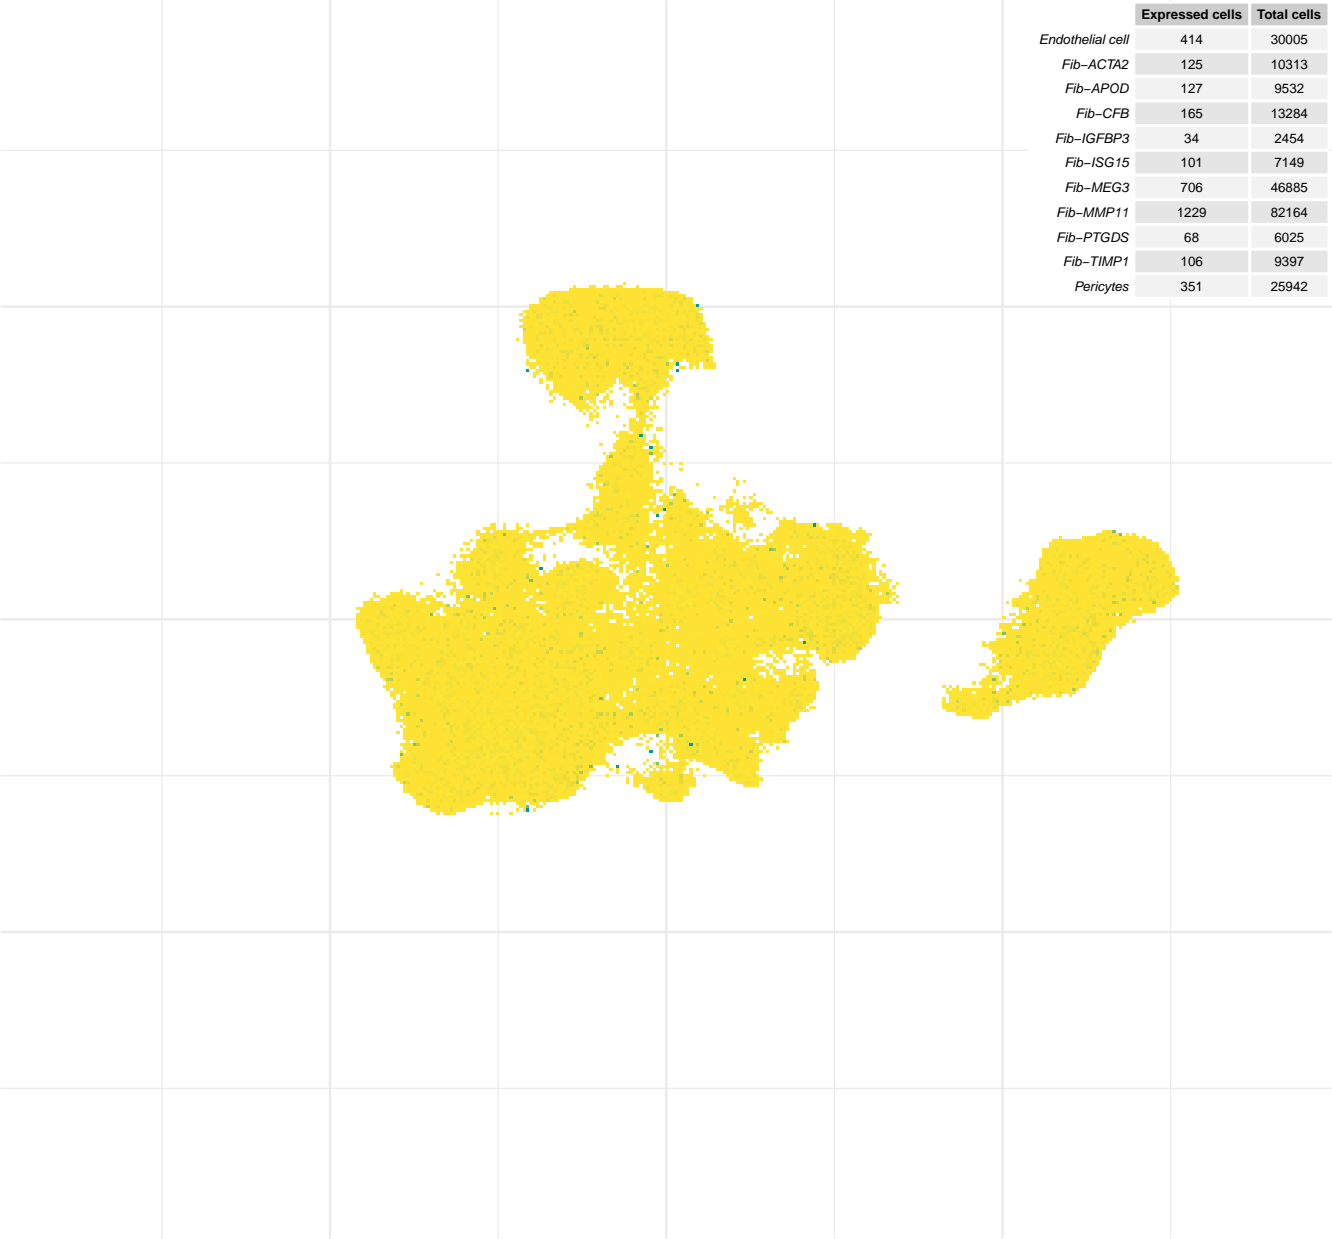 Expressed cells Total cells
Endothelial cell 414 30005
Fib−ACTA2 125 10313
Fib−APOD 127 9532
Fib−CFB 165 13284
Fib−IGFBP3 34 2454
Fib−ISG15 101 7149
Fib−MEG3 706 46885
Fib−MMP11 1229 82164
Fib−PTGDS 68 6025
Fib−TIMP1 106 9397
Pericytes 351 25942